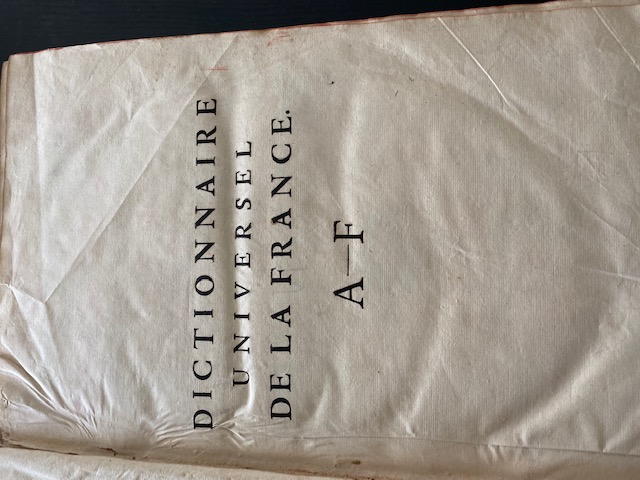 DICTIONNAIRE
UNIVERSEL
DE LA FRANCE.
A—F